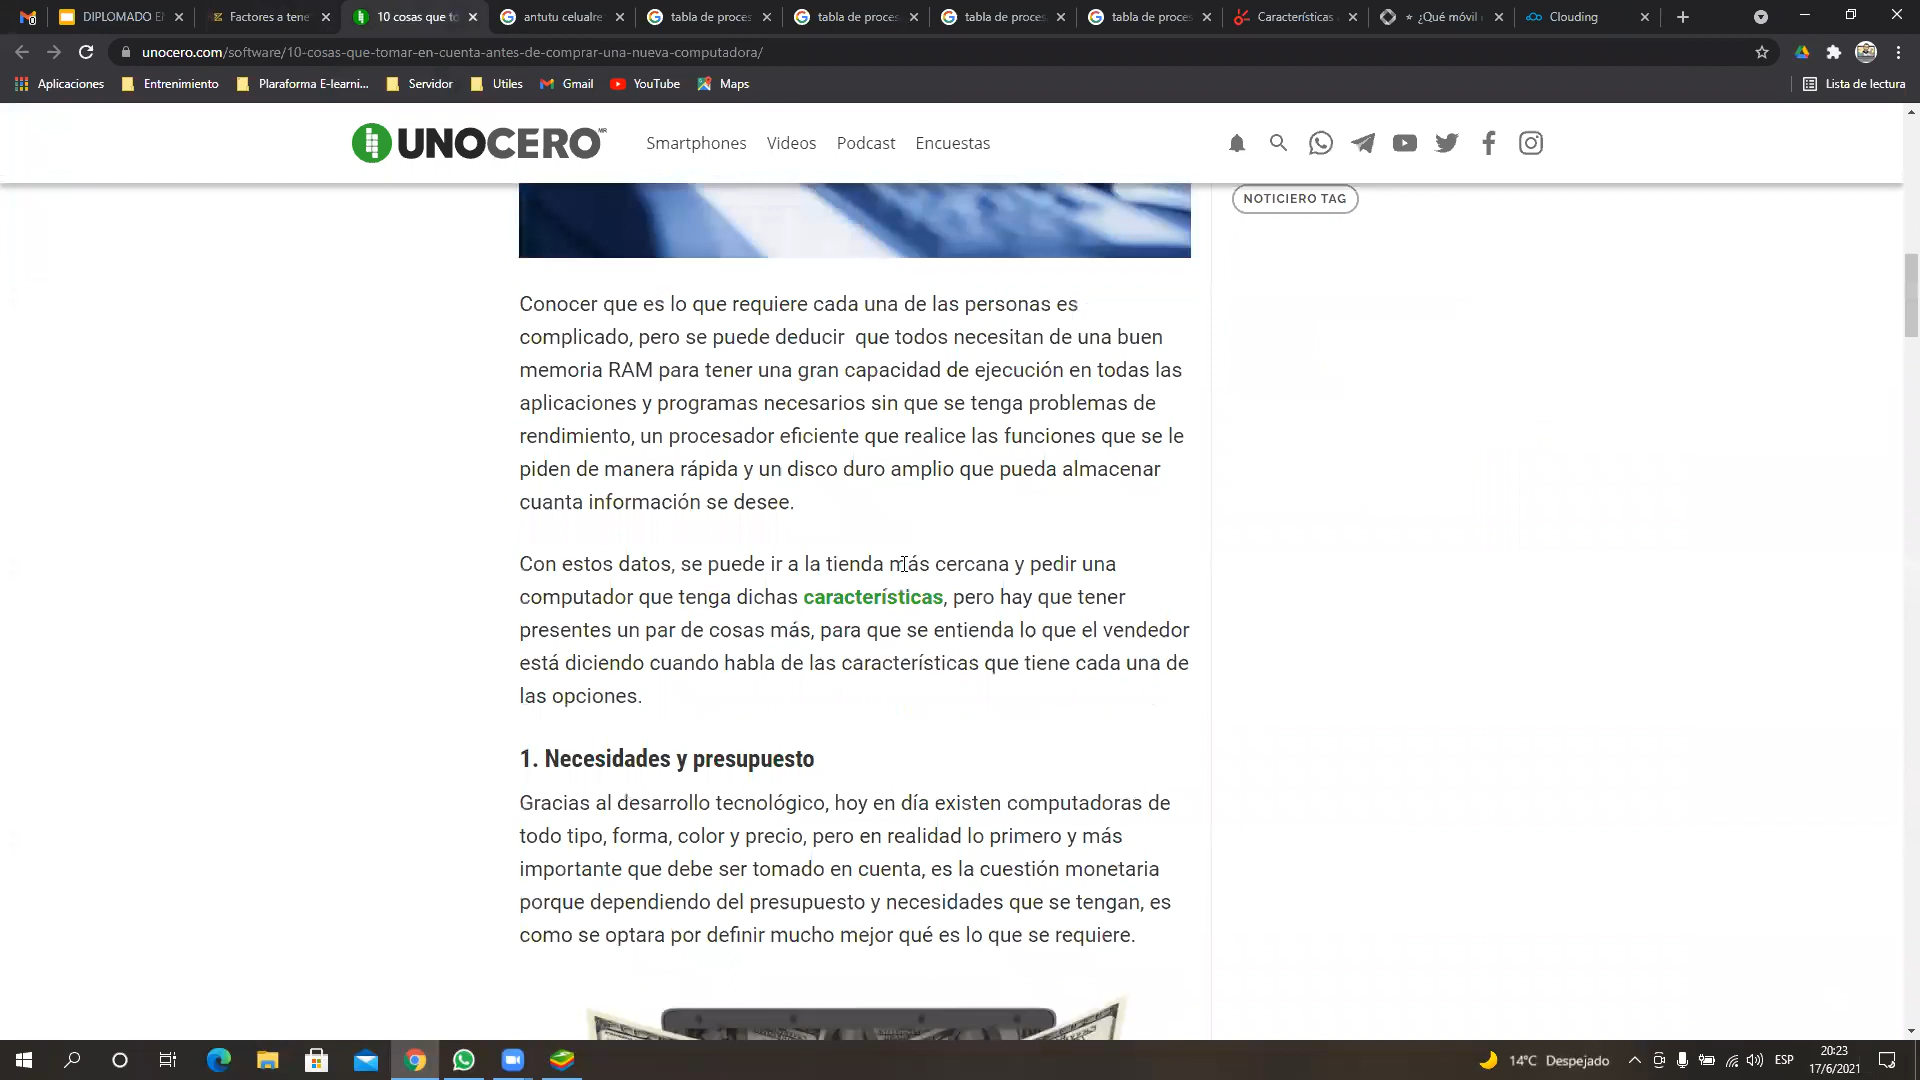 DIPLOMADO EN
Factores a tene
10 cosas que to
antutu celualre
tabla de proces
tabla de proces
tabla de proces
tabla de proces
Características
¿Qué móvil
Clouding
unocero.com/software/10-cosas-que-tomar-en-cuenta-antes-de-comprar-una-nueva-computadora/
Aplicaciones Entrenimiento Plaraforma E-learni... Servidor Utiles Gmail YouTube Maps Lista de lectura
UNOCERO MR Smartphones Videos Podcast Encuestas
NOTICIERO TAG
Conocer que es lo que requiere cada una de las personas es
complicado, pero se puede deducir que todos necesitan de una buen
memoria RAM para tener una gran capacidad de ejecución en todas las
aplicaciones y programas necesarios sin que se tenga problemas de
rendimiento, un procesador eficiente que realice las funciones que se le
piden de manera rápida y un disco duro amplio que pueda almacenar
cuanta información se desee.
Con estos datos, se puede ir a la tienda más cercana y pedir una
computador que tenga dichas características, pero hay que tener
presentes un par de cosas más, para que se entienda lo que el vendedor
está diciendo cuando habla de las características que tiene cada una de
las opciones.
1. Necesidades y presupuesto
Gracias al desarrollo tecnológico, hoy en día existen computadoras de
todo tipo, forma, color y precio, pero en realidad lo primero y más
importante que debe ser tomado en cuenta, es la cuestión monetaria
porque dependiendo del presupuesto y necesidades que se tengan, es
como se optara por definir mucho mejor qué es lo que se requiere.
14°C Despejado
ESP
20:23
17/6/2021